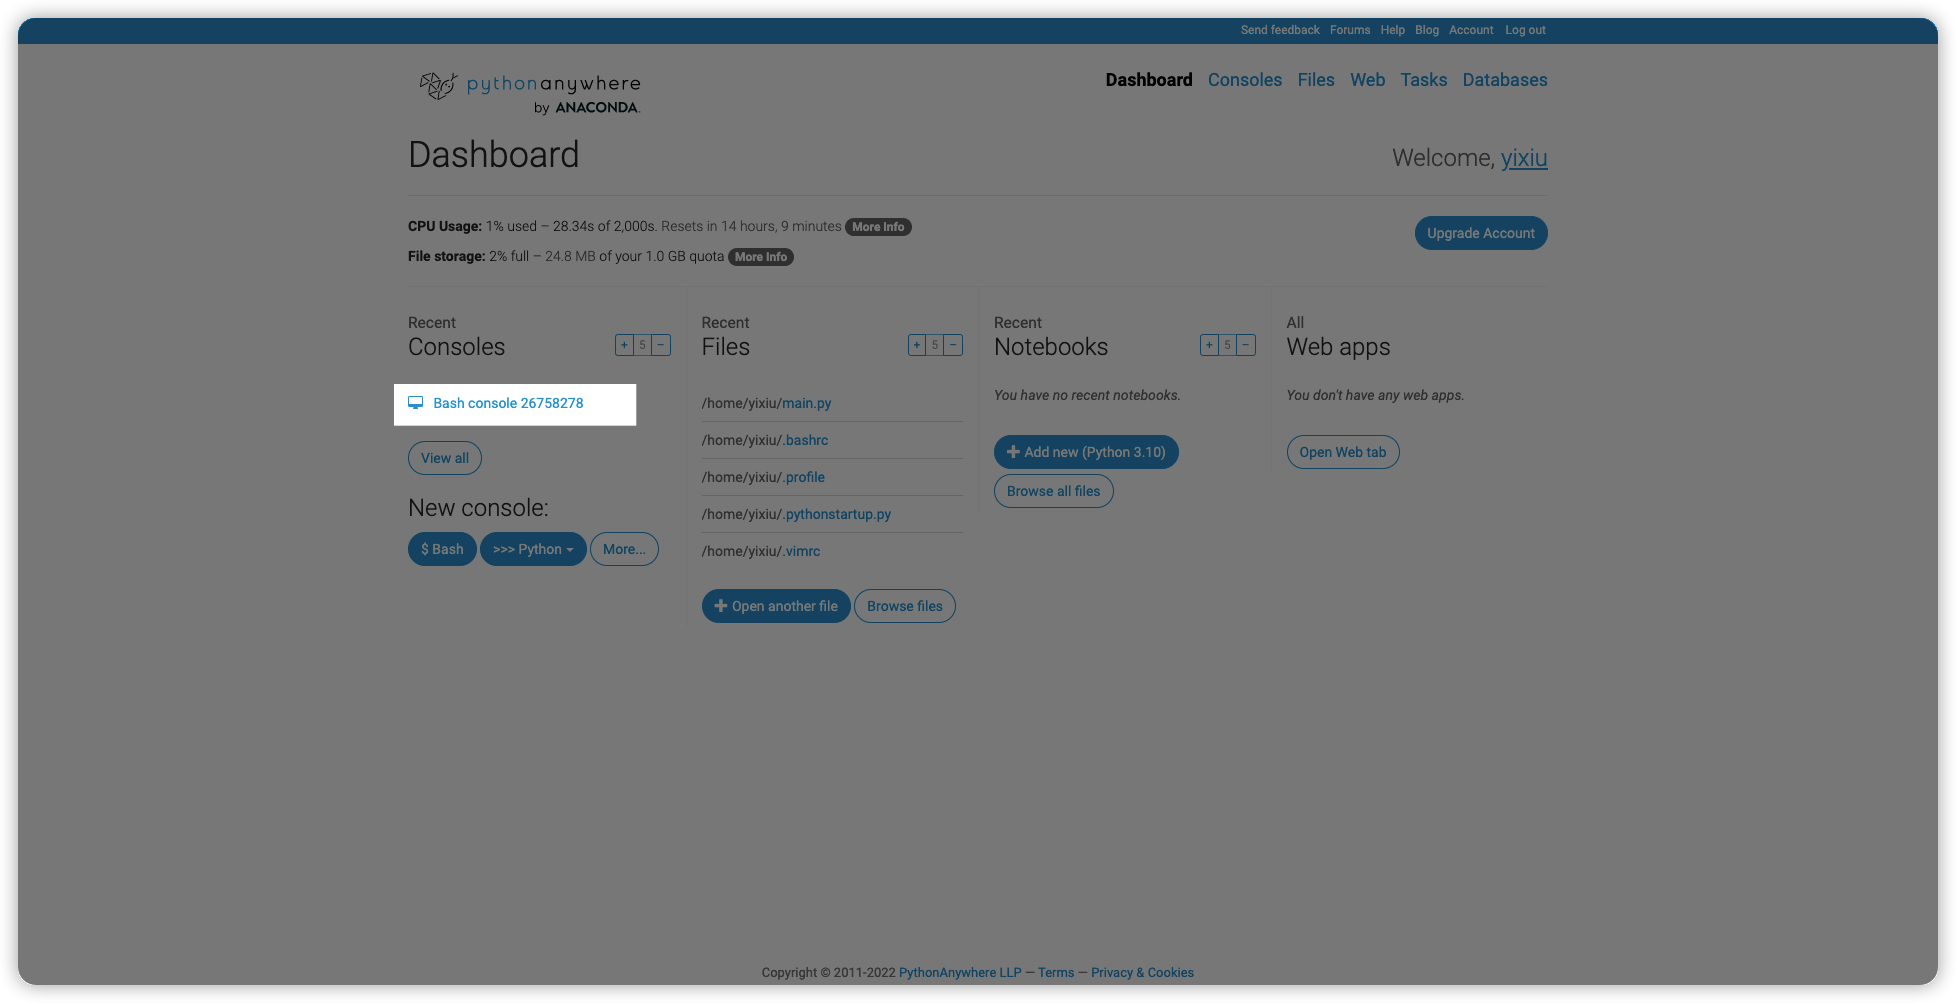 Send feedback Forums Help Blog Account Log out
pythonanywhere
by ANACONDA.
Dashboard Consoles Files Web Tasks Databases
Dashboard
Welcome, yixiu
CPU Usage: 1% used – 28.34s of 2,000s. Resets in 14 hours, 9 minutes More Info
Upgrade Account
File storage: 2% full – 24.8 MB of your 1.0 GB quota More Info
Recent
Consoles
+ 5 −
Bash console 26758278
View all
New console:
$ Bash >>> Python More...
Recent
Files
+ 5 −
/home/yixiu/main.py
/home/yixiu/.bashrc
/home/yixiu/.profile
/home/yixiu/.pythonstartup.py
/home/yixiu/.vimrc
+ Open another file Browse files
Recent
Notebooks
+ 5 −
You have no recent notebooks.
+ Add new (Python 3.10)
Browse all files
All
Web apps
You don't have any web apps.
Open Web tab
Copyright © 2011-2022 PythonAnywhere LLP — Terms — Privacy & Cookies